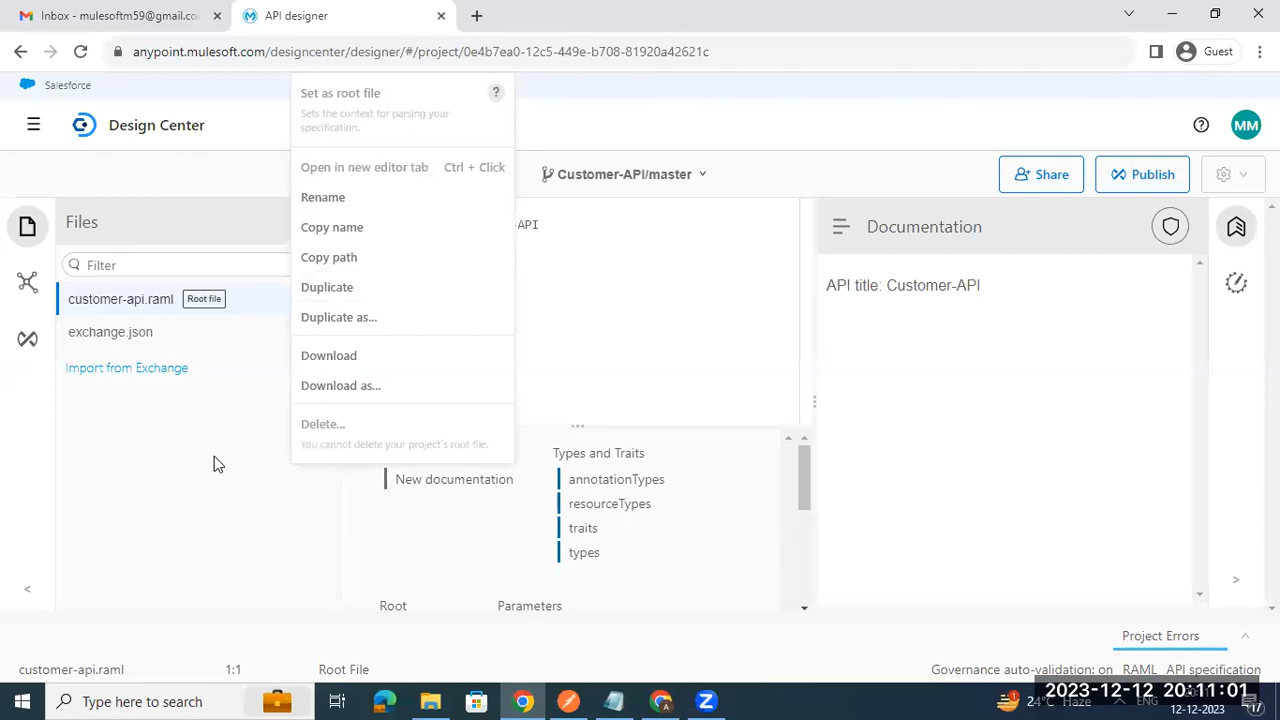 Inbox - mulesoftm59@gmail.co
API designer
anypoint.mulesoft.com/designcenter/designer/#/project/0e4b7ea0-12c5-449e-b708-81920a42621c
Guest
Salesforce
Design Center
MM
Customer-API/master
Share
Publish
Files
Filter
customer-api.raml
Root file
exchange.json
Import from Exchange
Set as root file
?
Sets the context for parsing your
specification.
Open in new editor tab Ctrl + Click
Rename
Copy name
Copy path
Duplicate
Duplicate as...
Download
Download as...
Delete...
You cannot delete your project's root file.
-API
New documentation
Types and Traits
annotationTypes
resourceTypes
traits
types
Root
Parameters
Documentation
API title: Customer-API
Project Errors
customer-api.raml
1:1
Root File
Governance auto-validation: on
RAML
API specification
Type here to search
24°C Haze
ENG
2023-12-12 20:11:01
12-12-2023
17